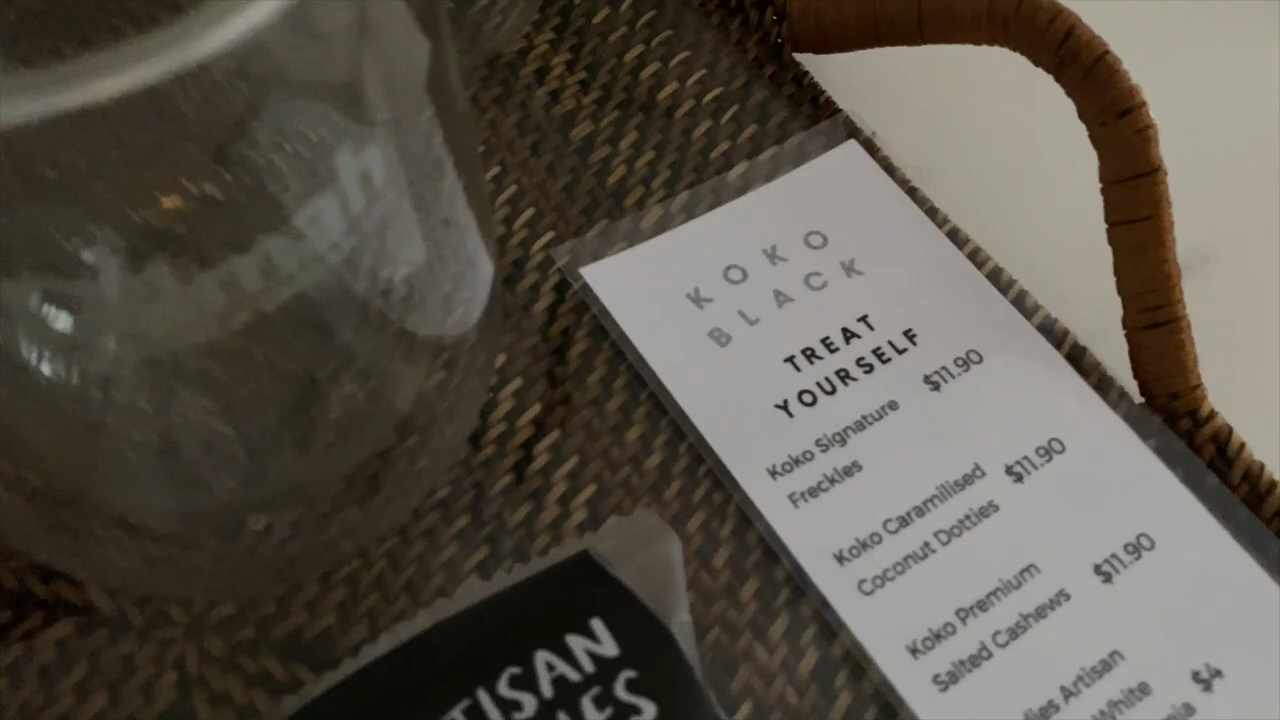 KOKO
BLACK
TREAT
YOURSELF
Koko Signature $11.90
Freckles
Koko Caramilised $11.90
Coconut Dotties
Koko Premium $11.90
Salted Cashews
Artisan $4
White